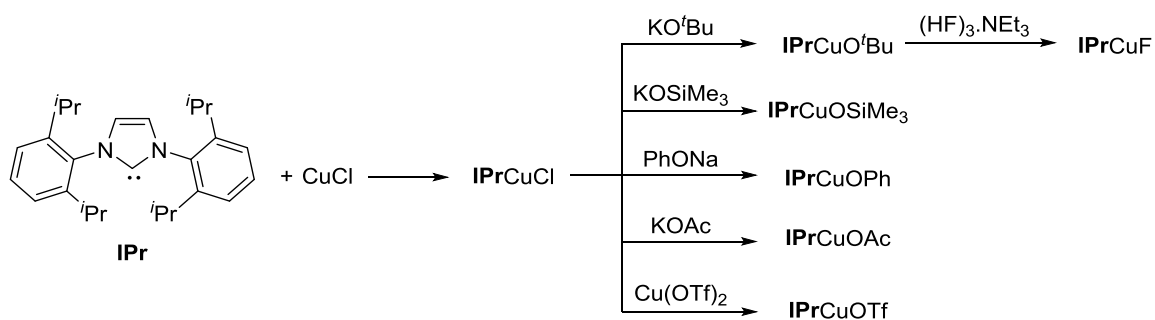 KOᵗBu
IPrCuOᵗBu
(HF)₃.NEt₃
IPrCuF
KOSiMe₃
IPrCuOSiMe₃
ⁱPr
ⁱPr
N
N
ⁱPr
ⁱPr
IPr
+ CuCl
IPrCuCl
PhONa
IPrCuOPh
KOAc
IPrCuOAc
Cu(OTf)₂
IPrCuOTf